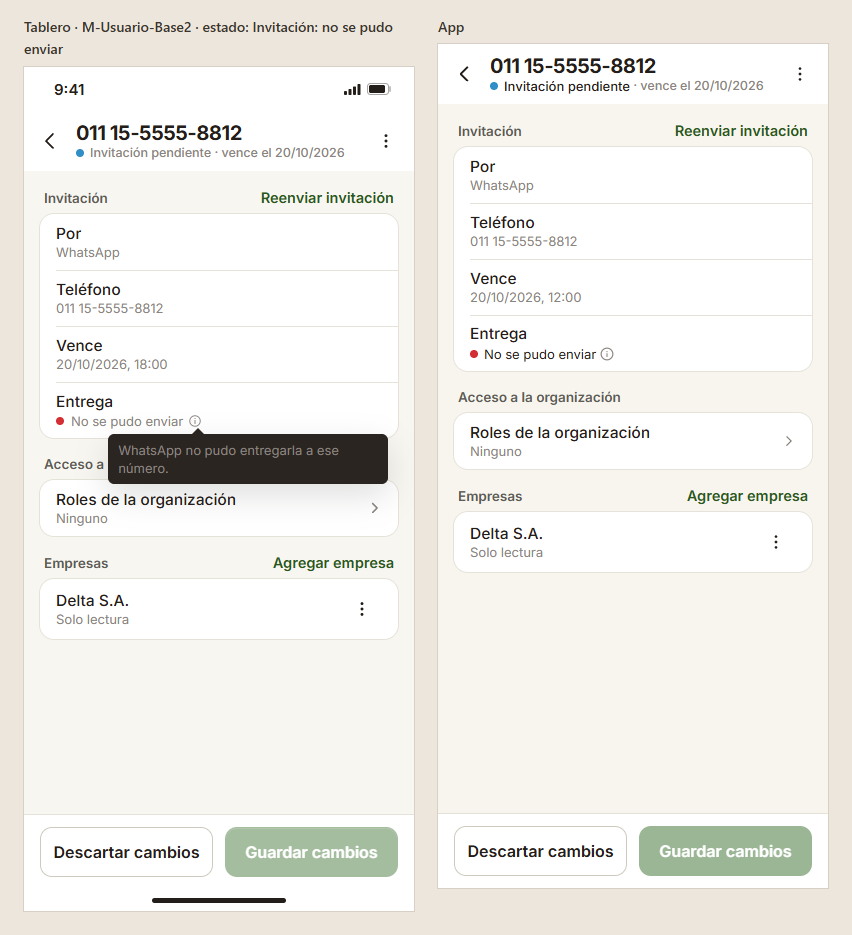 Tablero · M-Usuario-Base2 · estado: Invitación: no se pudo
enviar
9:41
011 15-5555-8812
Invitación pendiente · vence el 20/10/2026
Invitación
Reenviar invitación
Por
WhatsApp
Teléfono
011 15-5555-8812
Vence
20/10/2026, 18:00
Entrega
No se pudo enviar
WhatsApp no pudo entregarla a ese
número.
Acceso a
Roles de la organización
Ninguno
Empresas
Agregar empresa
Delta S.A.
Solo lectura
Descartar cambios
Guardar cambios
App
011 15-5555-8812
Invitación pendiente · vence el 20/10/2026
Invitación
Reenviar invitación
Por
WhatsApp
Teléfono
011 15-5555-8812
Vence
20/10/2026, 12:00
Entrega
No se pudo enviar
Acceso a la organización
Roles de la organización
Ninguno
Empresas
Agregar empresa
Delta S.A.
Solo lectura
Descartar cambios
Guardar cambios